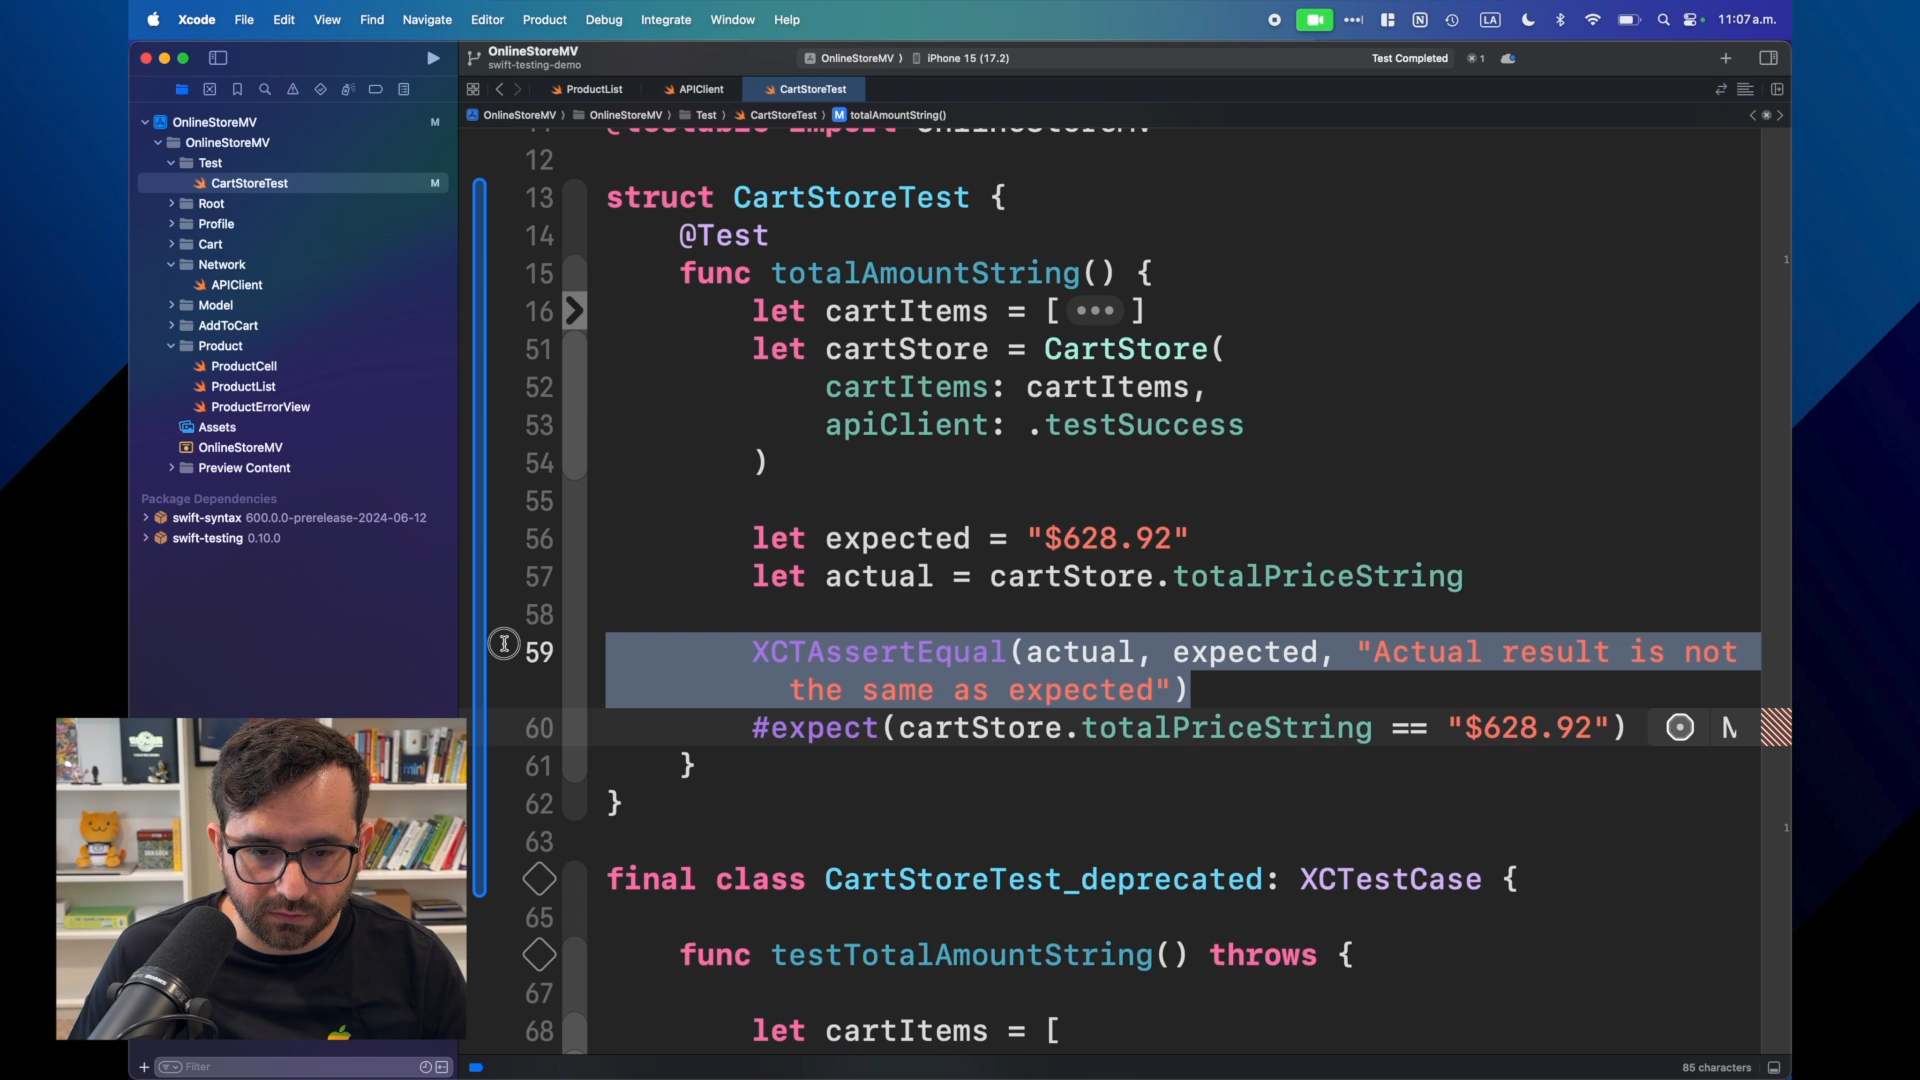 Xcode File Edit View Find Navigate Editor Product Debug Integrate Window Help
LA
11:07 a.m.
OnlineStoreMV
swift-testing-demo
OnlineStoreMV 〉 iPhone 15 (17.2)
Test Completed
1
ProductList
APIClient
CartStoreTest
OnlineStoreMV 〉 OnlineStoreMV 〉 Test 〉 CartStoreTest 〉 M totalAmountString()
OnlineStoreMV M
OnlineStoreMV
Test
CartStoreTest M
Root
Profile
Cart
Network
APIClient
Model
AddToCart
Product
ProductCell
ProductList
ProductErrorView
Assets
OnlineStoreMV
Preview Content
Package Dependencies
swift-syntax 600.0.0-prerelease-2024-06-12
swift-testing 0.10.0
Filter
@testable import OnlineStoreMV
12
13 struct CartStoreTest {
14 @Test
15 func totalAmountString() {
16 let cartItems = [ ••• ]
51 let cartStore = CartStore(
52 cartItems: cartItems,
53 apiClient: .testSuccess
54 )
55
56 let expected = "$628.92"
57 let actual = cartStore.totalPriceString
58
59 XCTAssertEqual(actual, expected, "Actual result is not
the same as expected")
60 #expect(cartStore.totalPriceString == "$628.92")
61 }
62 }
63
final class CartStoreTest_deprecated: XCTestCase {
65
func testTotalAmountString() throws {
67
68 let cartItems = [
1
1
85 characters